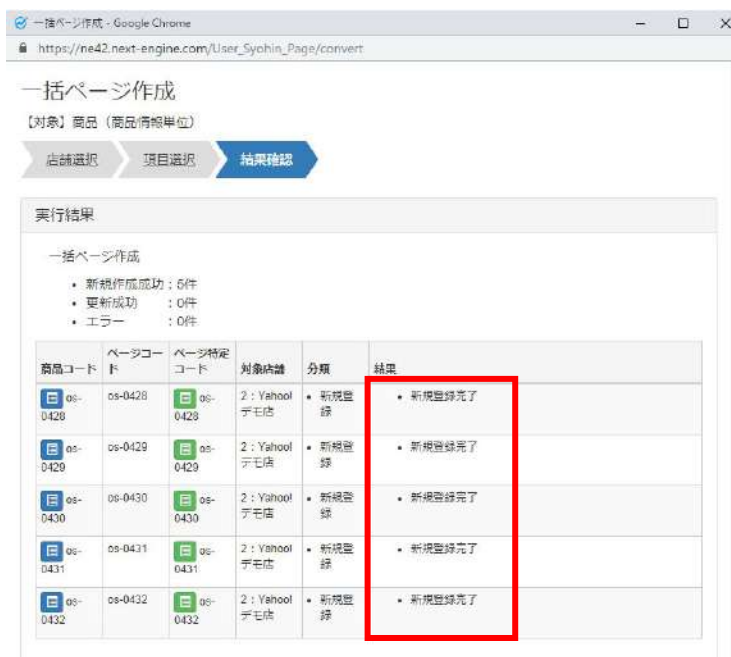 一括ページ作成 - Google Chrome
https://ne42.next-engine.com/User_Syohin_Page/convert
一括ページ作成
【対象】商品（商品情報単位）
店舗選択 項目選択 結果確認
実行結果
一括ページ作成
• 新規作成成功：5件
• 更新成功 ：0件
• エラー ：0件
商品コード ページコード ページ特定コード 対象店舗 分類 結果
os-0428 os-0428 os-0428 2：Yahoo!デモ店 • 新規登録 • 新規登録完了
os-0429 os-0429 os-0429 2：Yahoo!デモ店 • 新規登録 • 新規登録完了
os-0430 os-0430 os-0430 2：Yahoo!デモ店 • 新規登録 • 新規登録完了
os-0431 os-0431 os-0431 2：Yahoo!デモ店 • 新規登録 • 新規登録完了
os-0432 os-0432 os-0432 2：Yahoo!デモ店 • 新規登録 • 新規登録完了